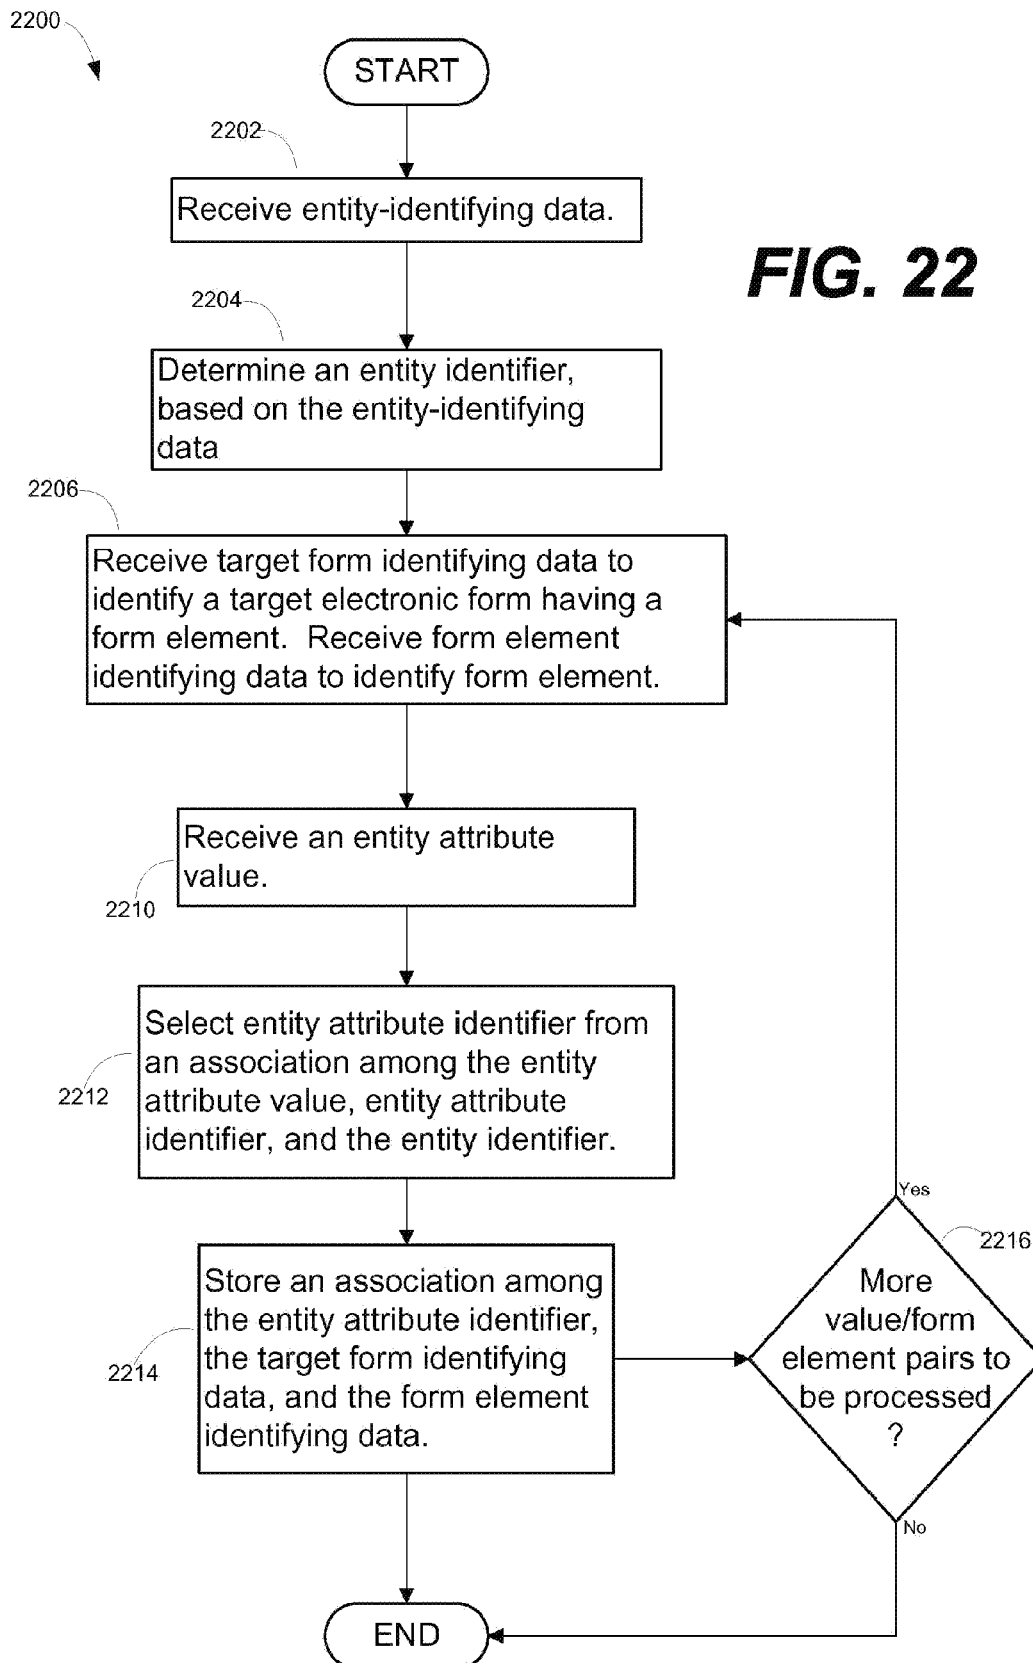 2200
START
2202
Receive entity-identifying data.
FIG. 22
2204
Determine an entity identifier,
based on the entity-identifying
data
2206
Receive target form identifying data to
identify a target electronic form having a
form element.  Receive form element
identifying data to identify form element.
Receive an entity attribute
value.
2210
Select entity attribute identifier from
an association among the entity
attribute value, entity attribute
identifier, and the entity identifier.
2212
Yes
2216
More
value/form
element pairs to
be processed
?
Store an association among
the entity attribute identifier,
the target form identifying
data, and the form element
identifying data.
2214
No
END